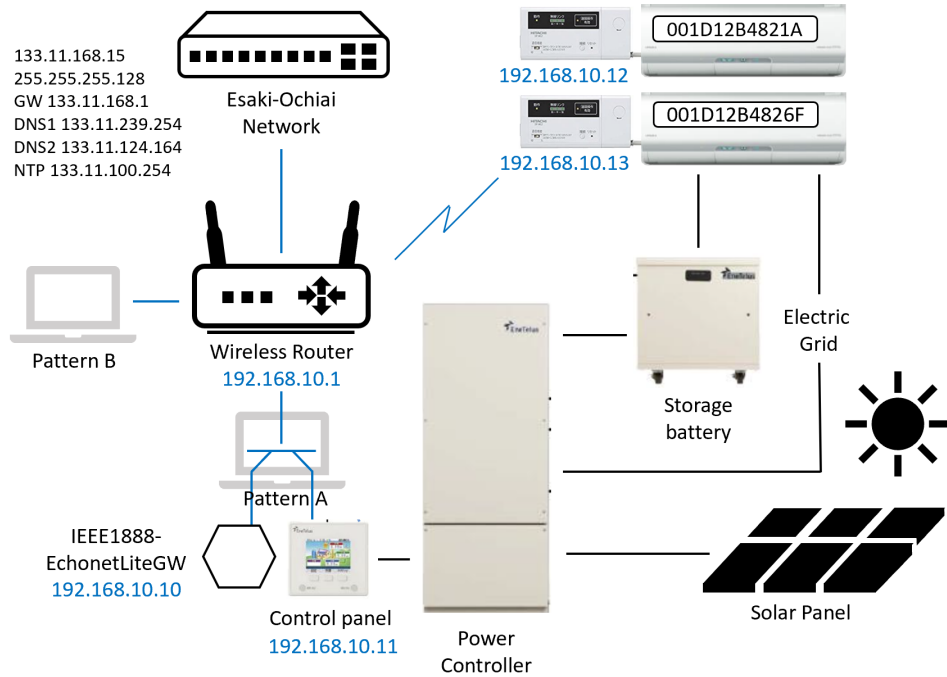 133.11.168.15
255.255.255.128
GW 133.11.168.1
DNS1 133.11.239.254
DNS2 133.11.124.164
NTP 133.11.100.254
Esaki-Ochiai
Network
001D12B4821A
192.168.10.12
001D12B4826F
192.168.10.13
Pattern B
Wireless Router
192.168.10.1
EneTelus
EneTelus
Electric
Grid
Storage
battery
Pattern A
IEEE1888-
EchonetLiteGW
192.168.10.10
EneTelus
Control panel
192.168.10.11
Power
Controller
Solar Panel